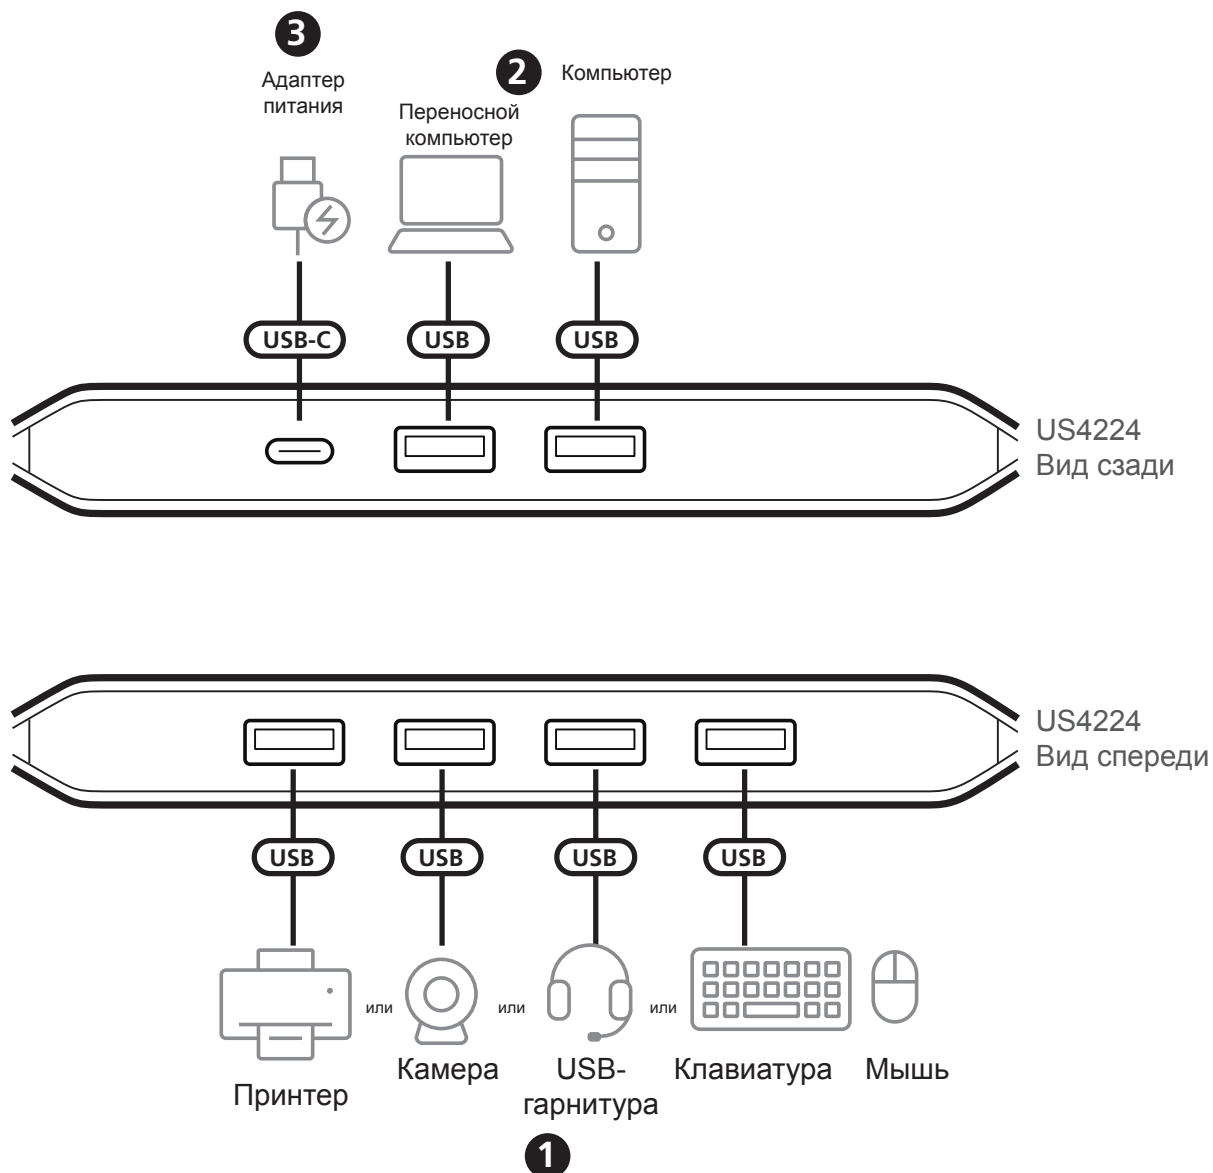 3
Адаптер
питания
2
Компьютер
Переносной
компьютер
USB-C
USB
USB
US4224
Вид сзади
US4224
Вид спереди
USB
USB
USB
USB
или
или
или
Принтер
Камера
USB-
гарнитура
Клавиатура
Мышь
1